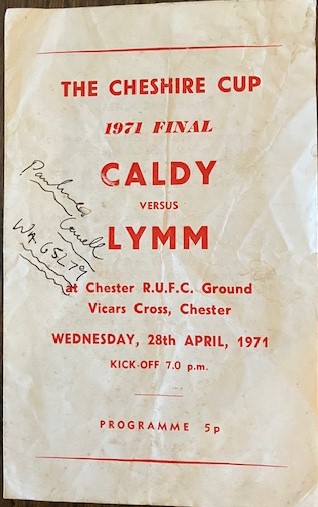 THE CHESHIRE CUP
1971 FINAL
CALDY
VERSUS
LYMM
at Chester R.U.F.C. Ground
Vicars Cross, Chester
WEDNESDAY, 28th APRIL, 1971
KICK-OFF 7.0 p.m.
PROGRAMME 5p